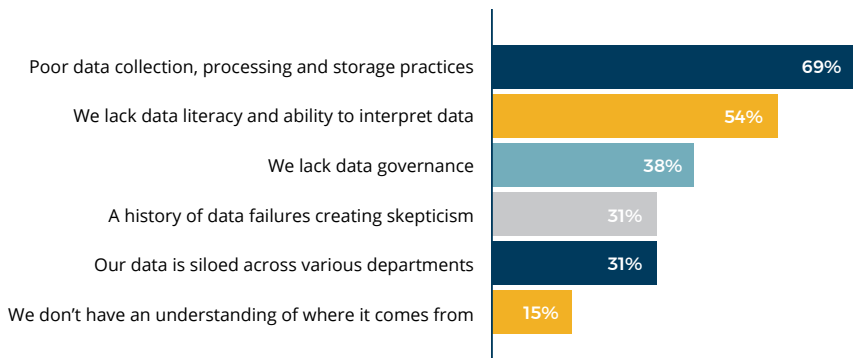 Poor data collection, processing and storage practices 69%
We lack data literacy and ability to interpret data 54%
We lack data governance 38%
A history of data failures creating skepticism 31%
Our data is siloed across various departments 31%
We don’t have an understanding of where it comes from 15%